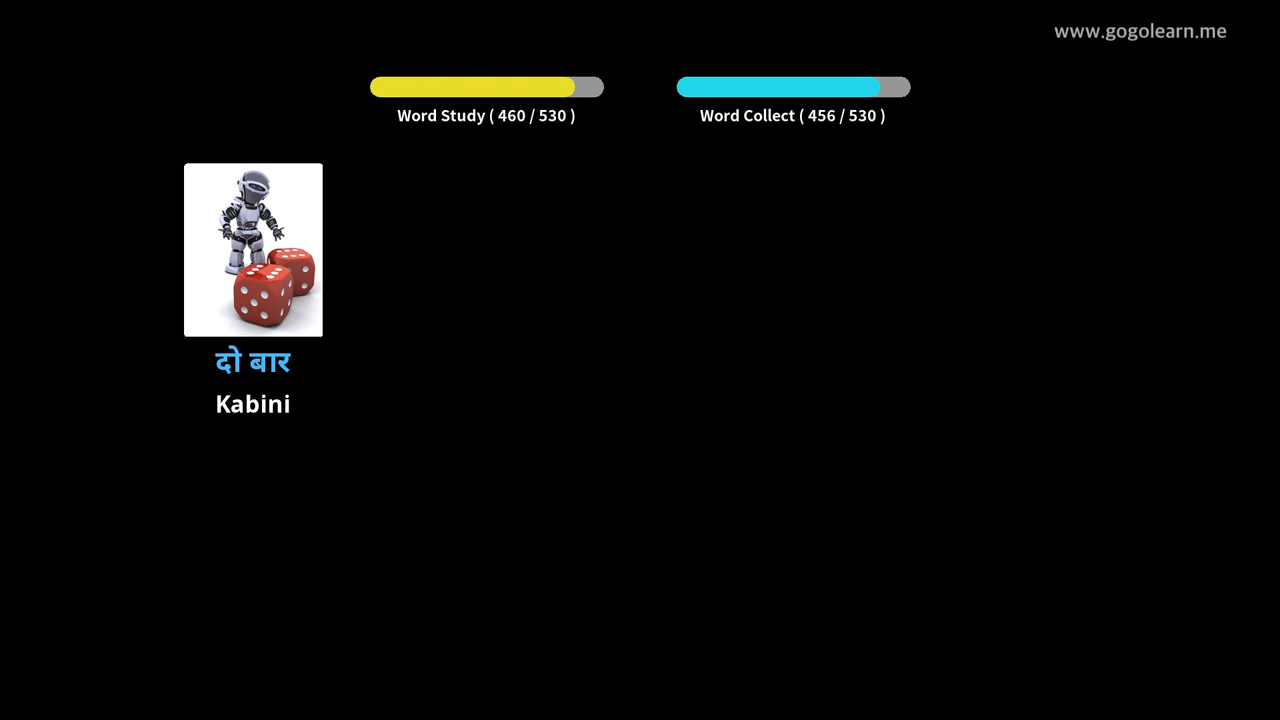 www.gogolearn.me
Word Study ( 460 / 530 )
Word Collect ( 456 / 530 )
दो बार
Kabini